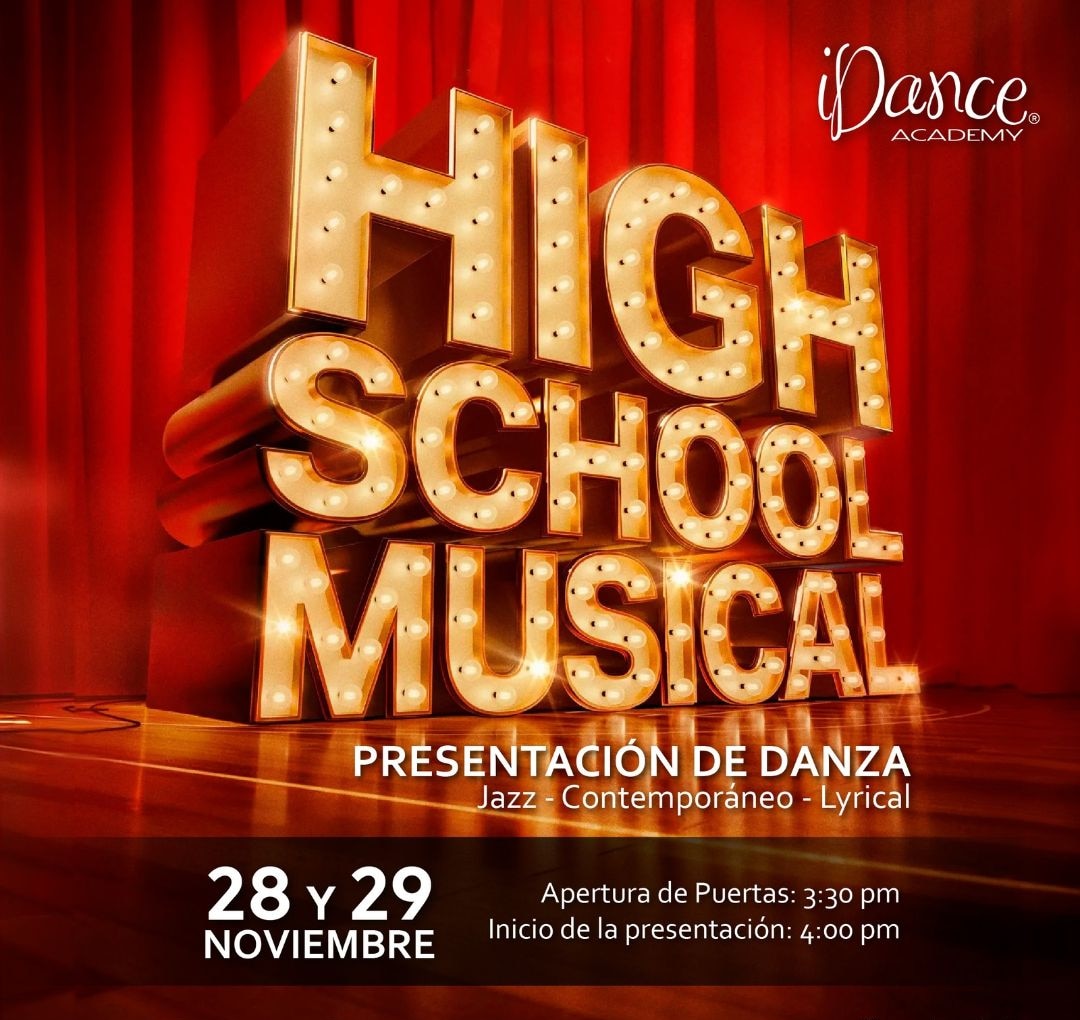 iDance®
ACADEMY
HIGH
SCHOOL
MUSICAL
PRESENTACIÓN DE DANZA
Jazz - Contemporáneo - Lyrical
28 Y 29
NOVIEMBRE
Apertura de Puertas: 3:30 pm
Inicio de la presentación: 4:00 pm